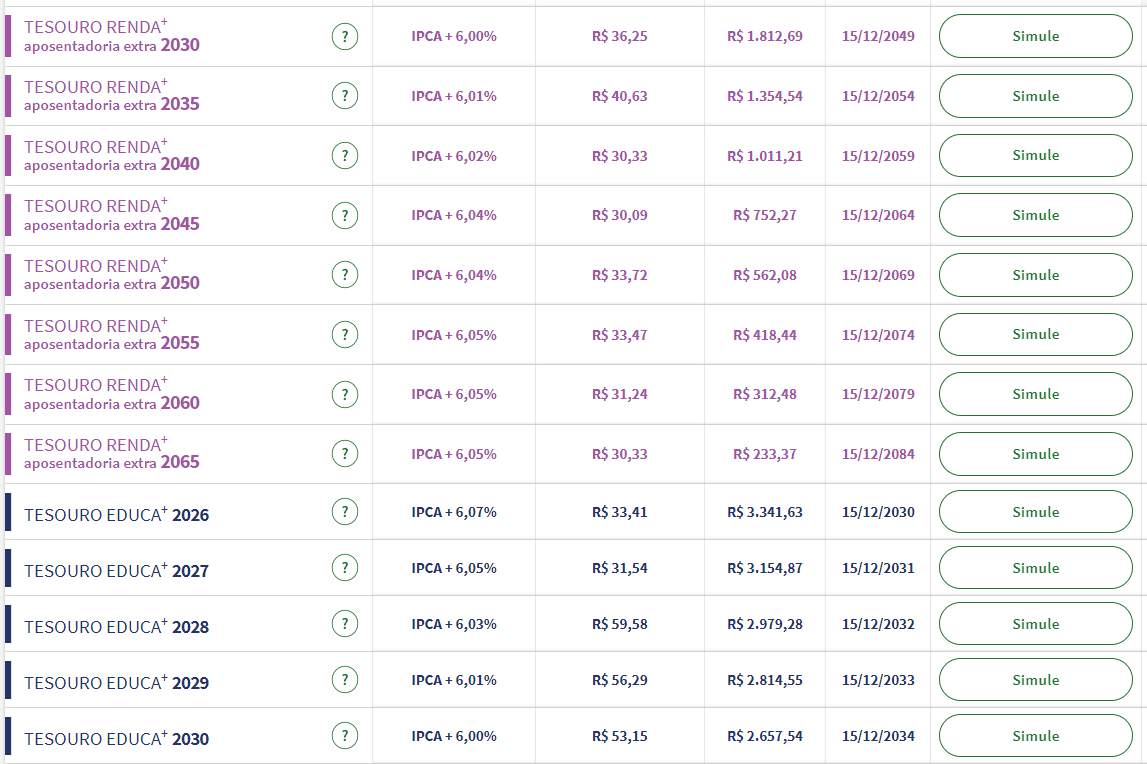 TESOURO RENDA+
aposentadoria extra 2030
?
IPCA + 6,00%
R$ 36,25
R$ 1.812,69
15/12/2049
Simule
TESOURO RENDA+
aposentadoria extra 2035
?
IPCA + 6,01%
R$ 40,63
R$ 1.354,54
15/12/2054
Simule
TESOURO RENDA+
aposentadoria extra 2040
?
IPCA + 6,02%
R$ 30,33
R$ 1.011,21
15/12/2059
Simule
TESOURO RENDA+
aposentadoria extra 2045
?
IPCA + 6,04%
R$ 30,09
R$ 752,27
15/12/2064
Simule
TESOURO RENDA+
aposentadoria extra 2050
?
IPCA + 6,04%
R$ 33,72
R$ 562,08
15/12/2069
Simule
TESOURO RENDA+
aposentadoria extra 2055
?
IPCA + 6,05%
R$ 33,47
R$ 418,44
15/12/2074
Simule
TESOURO RENDA+
aposentadoria extra 2060
?
IPCA + 6,05%
R$ 31,24
R$ 312,48
15/12/2079
Simule
TESOURO RENDA+
aposentadoria extra 2065
?
IPCA + 6,05%
R$ 30,33
R$ 233,37
15/12/2084
Simule
TESOURO EDUCA+ 2026
?
IPCA + 6,07%
R$ 33,41
R$ 3.341,63
15/12/2030
Simule
TESOURO EDUCA+ 2027
?
IPCA + 6,05%
R$ 31,54
R$ 3.154,87
15/12/2031
Simule
TESOURO EDUCA+ 2028
?
IPCA + 6,03%
R$ 59,58
R$ 2.979,28
15/12/2032
Simule
TESOURO EDUCA+ 2029
?
IPCA + 6,01%
R$ 56,29
R$ 2.814,55
15/12/2033
Simule
TESOURO EDUCA+ 2030
?
IPCA + 6,00%
R$ 53,15
R$ 2.657,54
15/12/2034
Simule